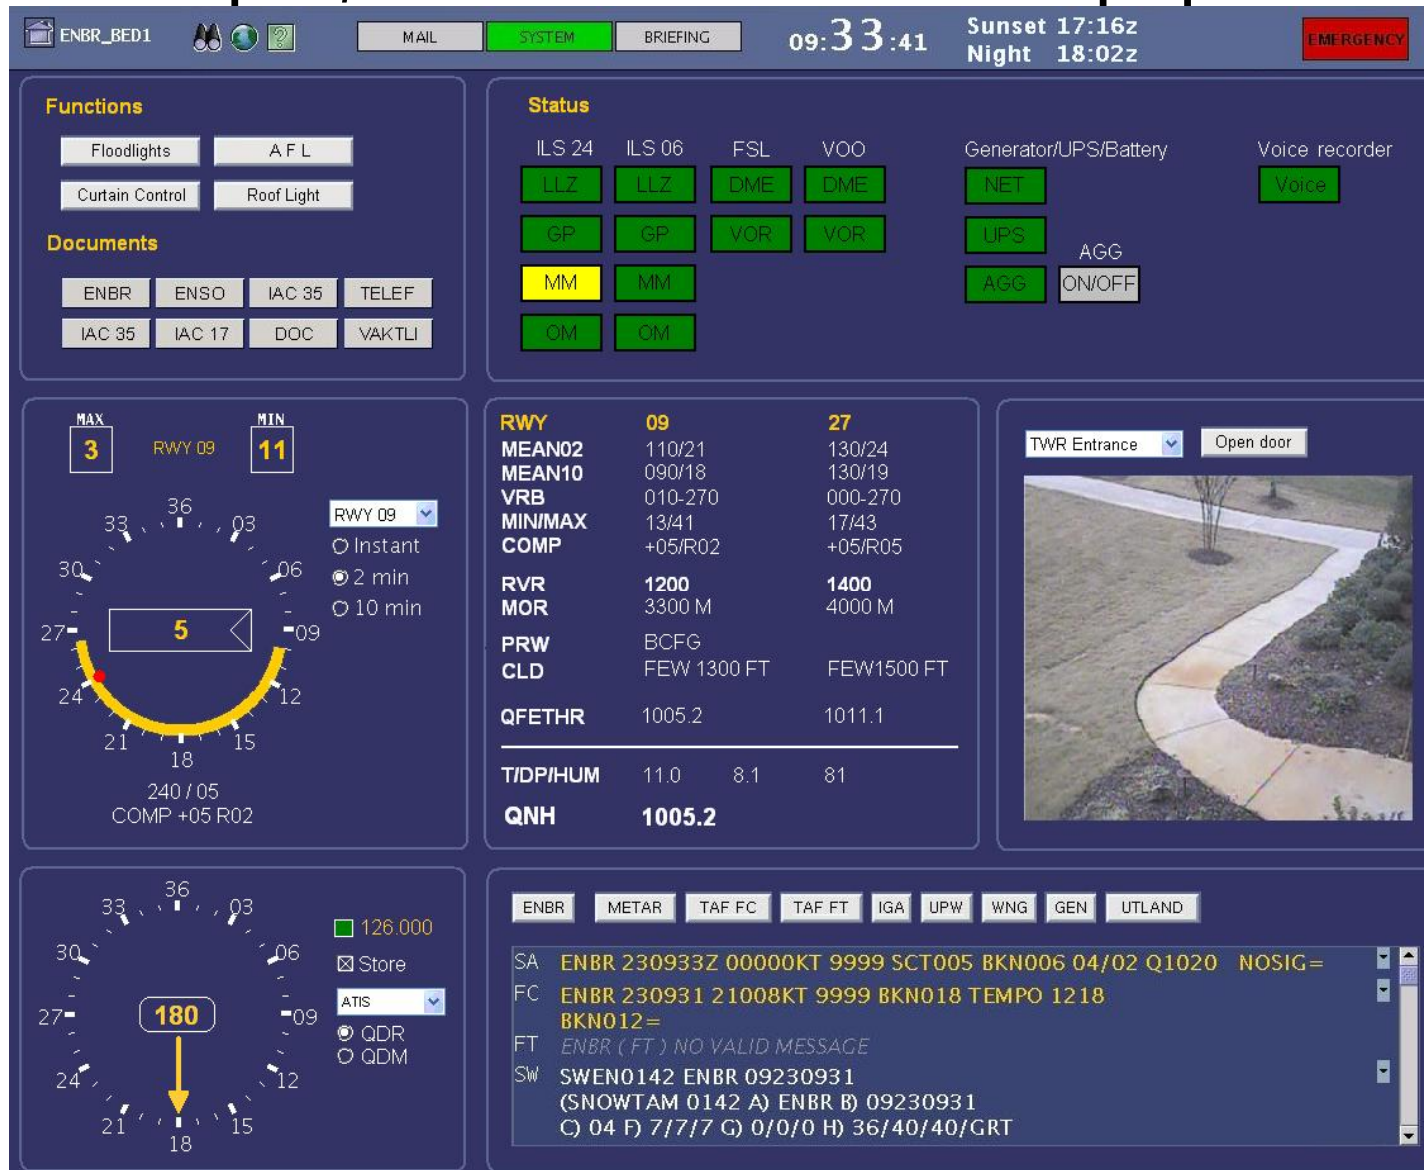 ENBR_BED1 MAIL SYSTEM BRIEFING 09:33:41 Sunset 17:16z
Night 18:02z
EMERGENCY
Functions
Floodlights A F L
Curtain Control Roof Light
Documents
ENBR ENSO IAC 35 TELEF
IAC 35 IAC 17 DOC VAKTLI
Status
ILS 24 ILS 06 FSL VOO Generator/UPS/Battery Voice recorder
LLZ LLZ DME DME NET Voice
GP GP VOR VOR UPS
AGG
MM MM AGG ON/OFF
OM OM
MAX MIN
3 RWY 09 11
RWY 09
Instant
2 min
10 min
36
33 03
30 06
27 5 09
24 12
21 15
18
240 / 05
COMP +05 R02
RWY 09 27
MEAN02 110/21 130/24
MEAN10 090/18 130/19
VRB 010-270 000-270
MIN/MAX 13/41 17/43
COMP +05/R02 +05/R05
RVR 1200 1400
MOR 3300 M 4000 M
PRW BCFG
CLD FEW 1300 FT FEW1500 FT
QFETHR 1005.2 1011.1
T/DP/HUM 11.0 8.1 81
QNH 1005.2
TWR Entrance Open door
36
33 03
30 06
27 180 09
24 12
21 15
18
126.000
Store
ATIS
QDR
QDM
ENBR METAR TAF FC TAF FT IGA UPW WNG GEN UTLAND
SA ENBR 230933Z 00000KT 9999 SCT005 BKN006 04/02 Q1020 NOSIG=
FC ENBR 230931 21008KT 9999 BKN018 TEMPO 1218
BKN012=
FT ENBR ( FT ) NO VALID MESSAGE
SW SWEN0142 ENBR 09230931
(SNOWTAM 0142 A) ENBR B) 09230931
C) 04 F) 7/7/7 G) 0/0/0 H) 36/40/40/GRT